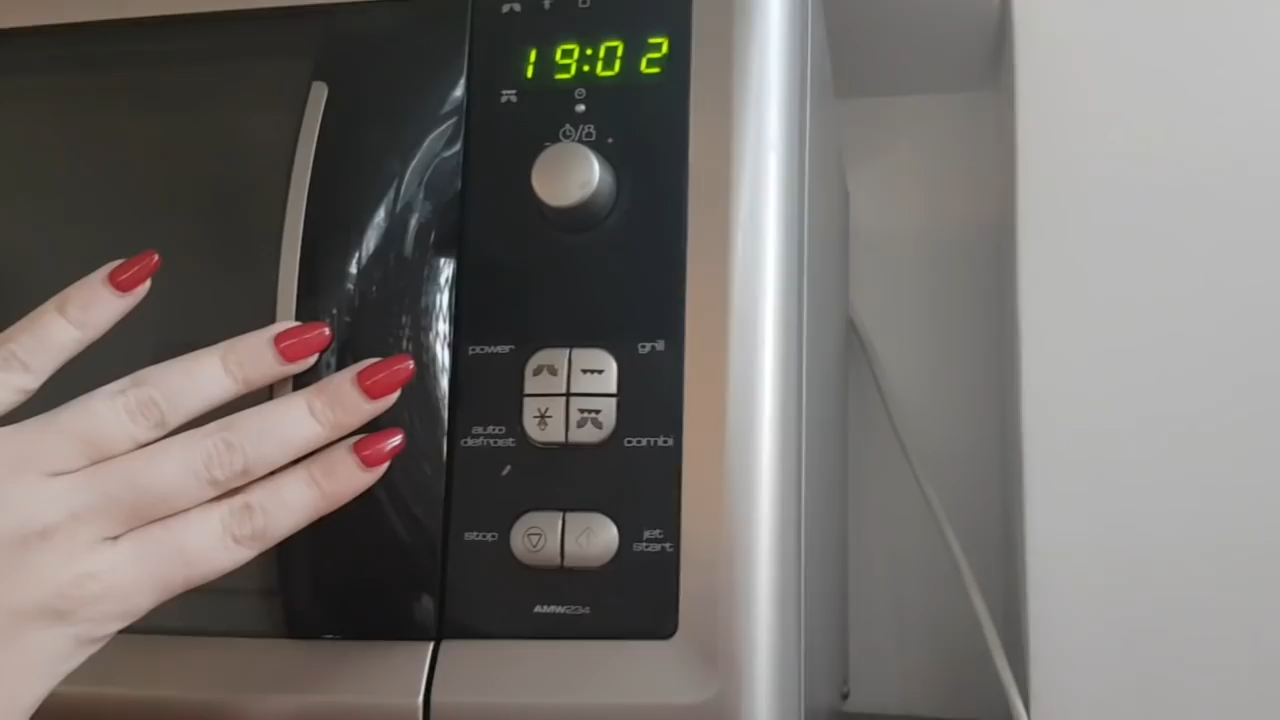 19:02
power
grill
auto
defrost
combi
stop
jet
start
AMW234